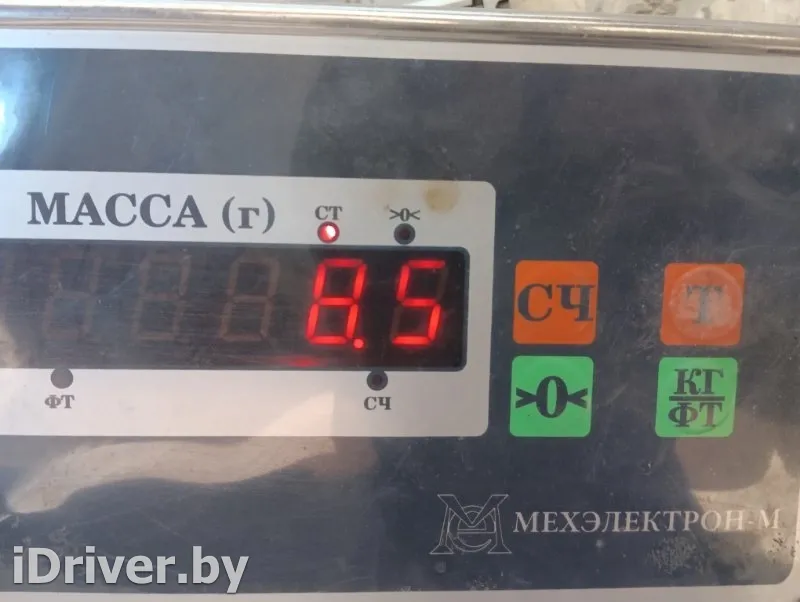 МАССА (г)
СТ
>0<
8.5
ФТ
СЧ
СЧ
Т
>0<
КГ
ФТ
МЕХЭЛЕКТРОН-М
iDriver.by